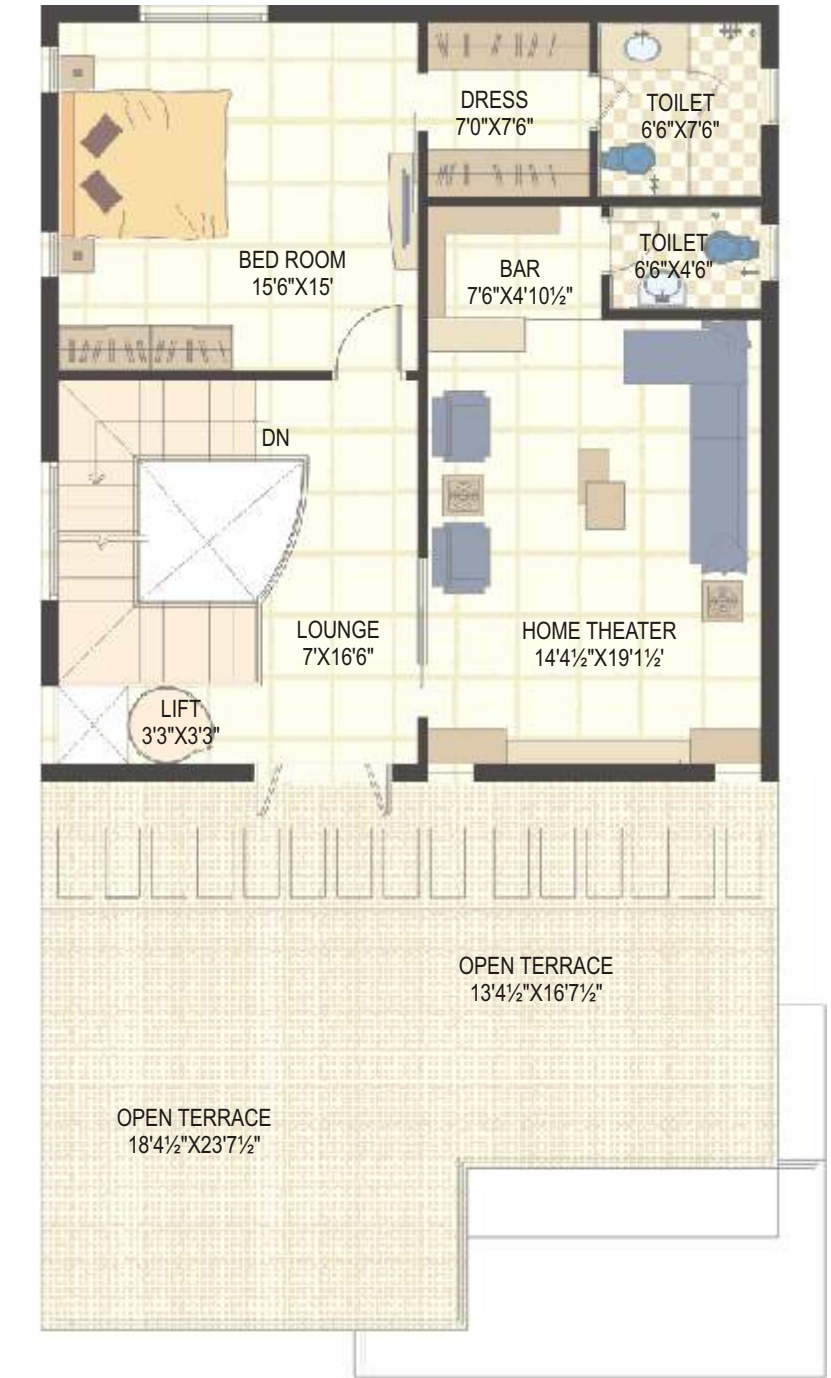 DRESS
7'0"X7'6"
TOILET
6'6"X7'6"
BED ROOM
15'6"X15'
BAR
7'6"X4'10½"
TOILET
6'6"X4'6"
DN
LOUNGE
7'X16'6"
HOME THEATER
14'4½"X19'1½'
LIFT
3'3"X3'3"
OPEN TERRACE
13'4½"X16'7½"
OPEN TERRACE
18'4½"X23'7½"